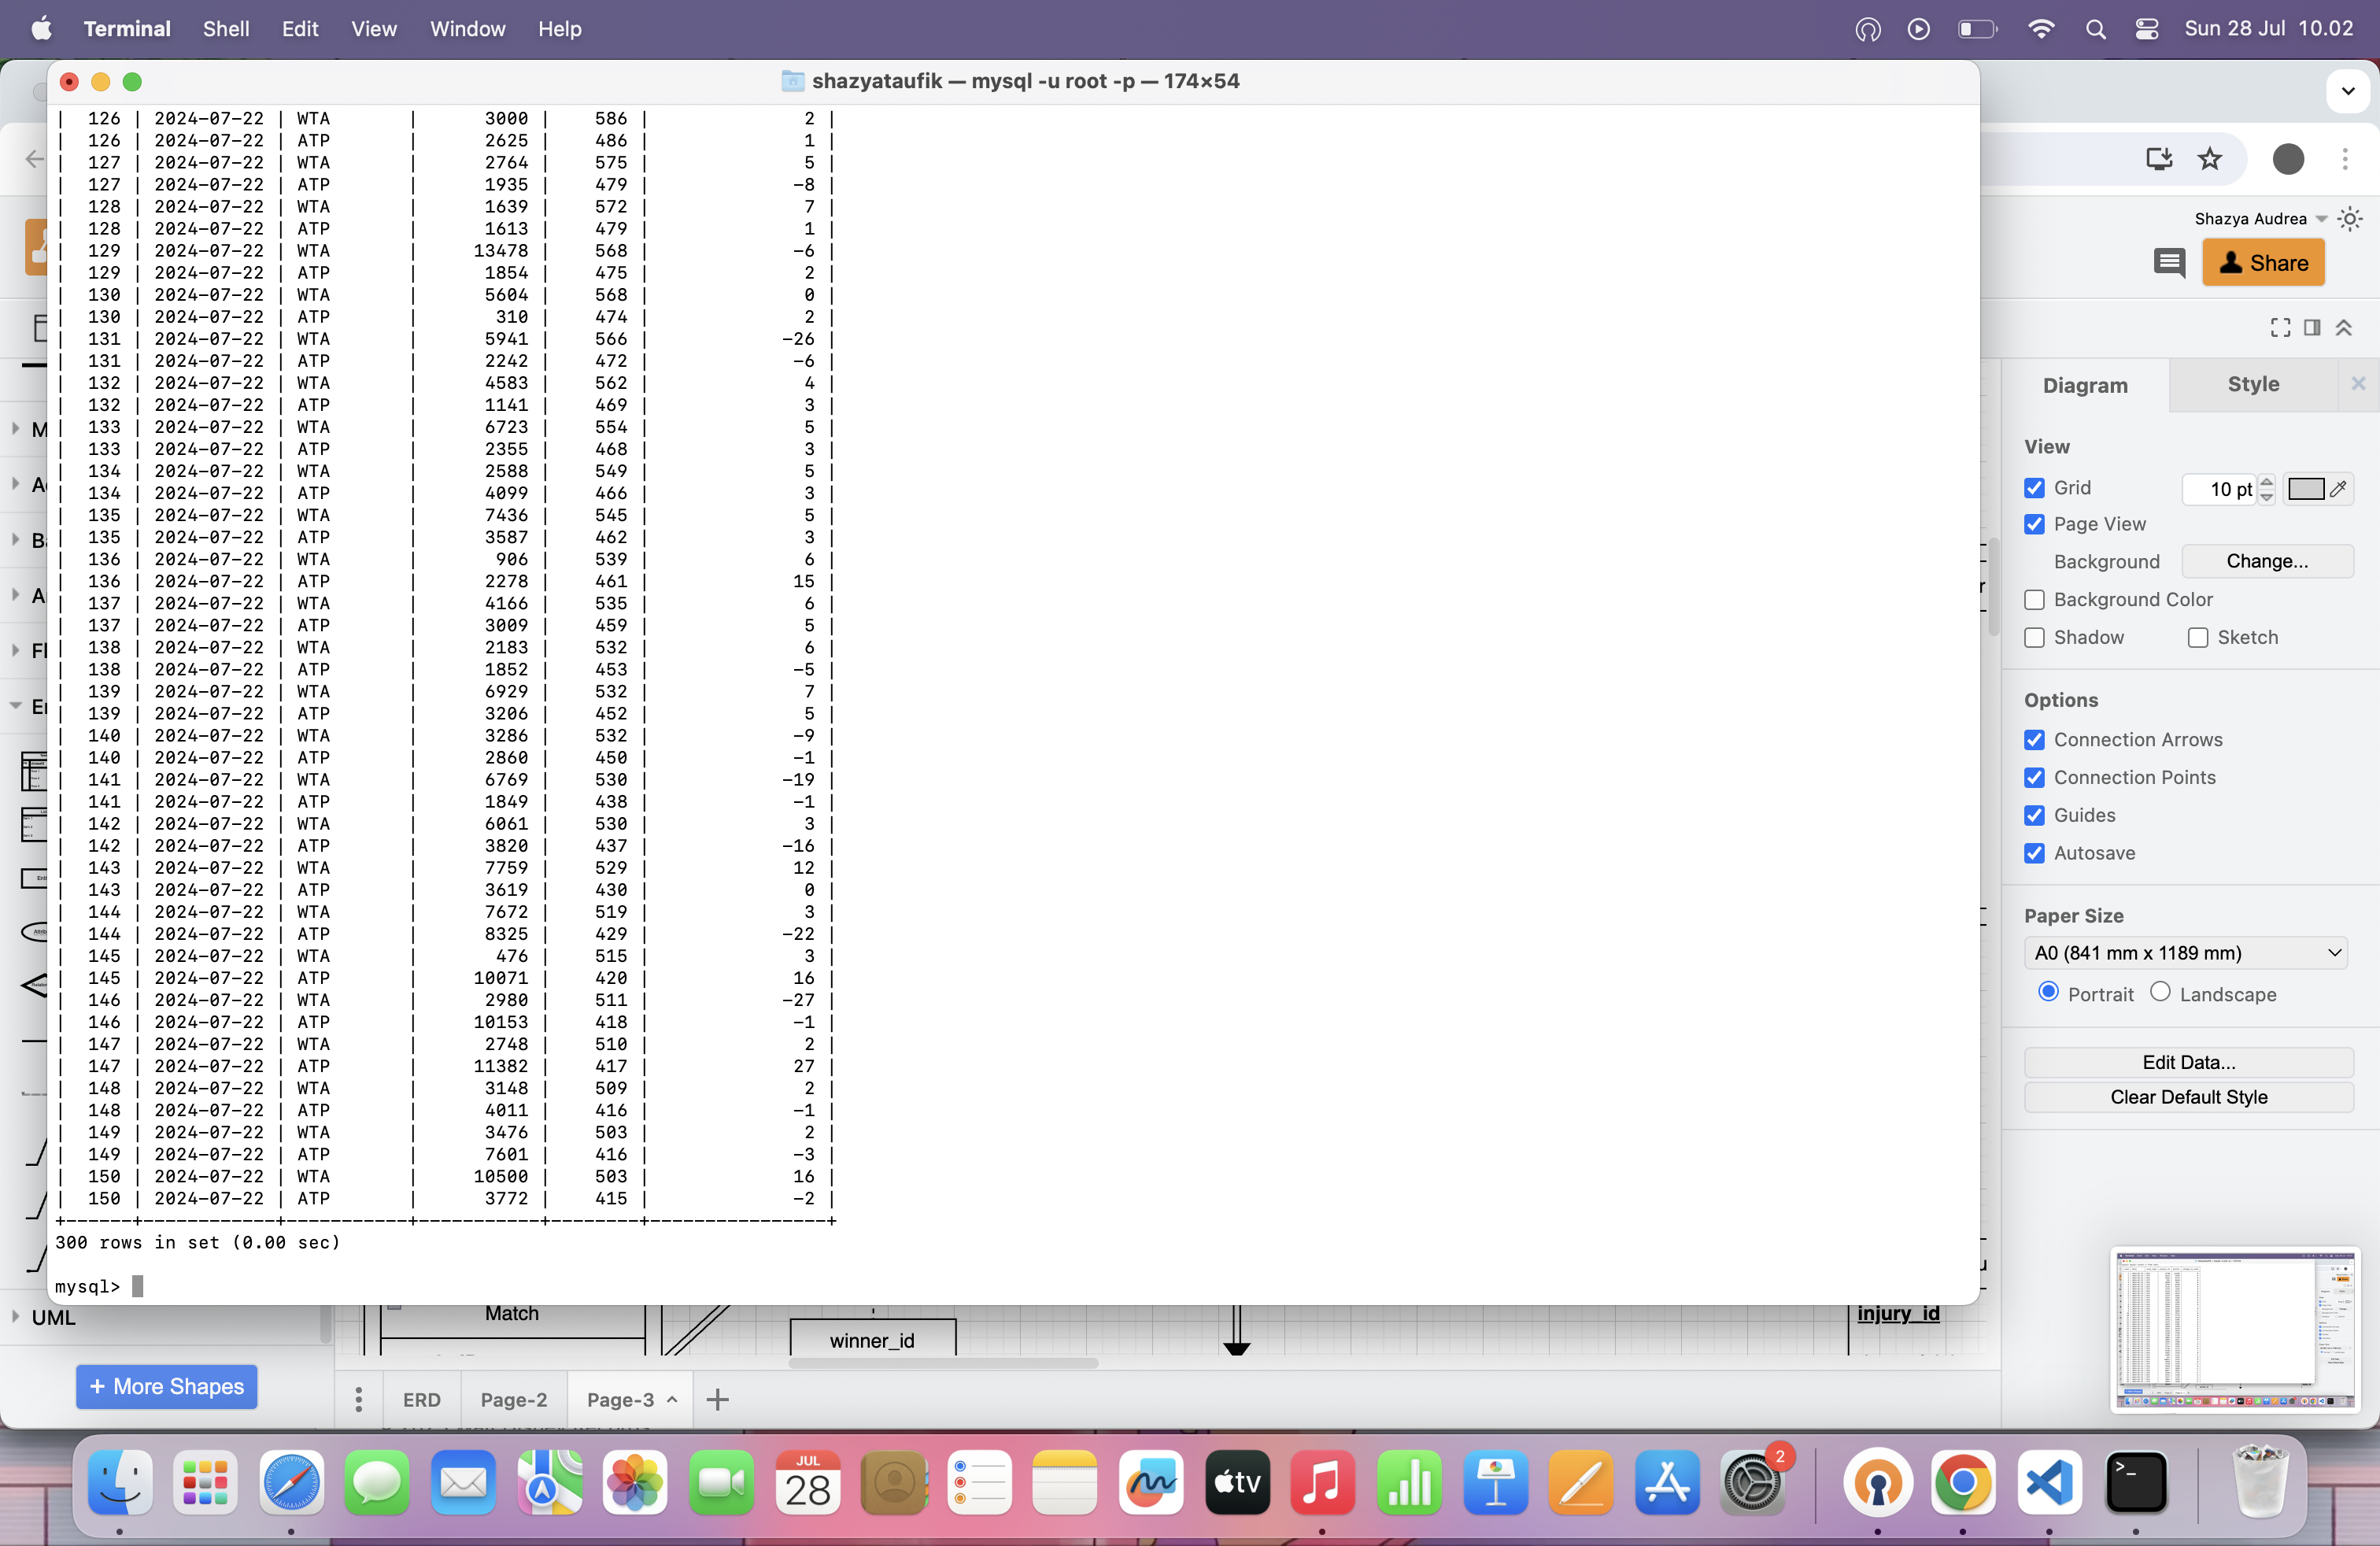 Terminal Shell Edit View Window Help Sun 28 Jul 10.02
shazyataufik — mysql -u root -p — 174×54
| 126 | 2024-07-22 | WTA | 3000 | 586 | 2 |
| 126 | 2024-07-22 | ATP | 2625 | 486 | 1 |
| 127 | 2024-07-22 | WTA | 2764 | 575 | 5 |
| 127 | 2024-07-22 | ATP | 1935 | 479 | -8 |
| 128 | 2024-07-22 | WTA | 1639 | 572 | 7 |
| 128 | 2024-07-22 | ATP | 1613 | 479 | 1 |
| 129 | 2024-07-22 | WTA | 13478 | 568 | -6 |
| 129 | 2024-07-22 | ATP | 1854 | 475 | 2 |
| 130 | 2024-07-22 | WTA | 5604 | 568 | 0 |
| 130 | 2024-07-22 | ATP | 310 | 474 | 2 |
| 131 | 2024-07-22 | WTA | 5941 | 566 | -26 |
| 131 | 2024-07-22 | ATP | 2242 | 472 | -6 |
| 132 | 2024-07-22 | WTA | 4583 | 562 | 4 |
| 132 | 2024-07-22 | ATP | 1141 | 469 | 3 |
| 133 | 2024-07-22 | WTA | 6723 | 554 | 5 |
| 133 | 2024-07-22 | ATP | 2355 | 468 | 3 |
| 134 | 2024-07-22 | WTA | 2588 | 549 | 5 |
| 134 | 2024-07-22 | ATP | 4099 | 466 | 3 |
| 135 | 2024-07-22 | WTA | 7436 | 545 | 5 |
| 135 | 2024-07-22 | ATP | 3587 | 462 | 3 |
| 136 | 2024-07-22 | WTA | 906 | 539 | 6 |
| 136 | 2024-07-22 | ATP | 2278 | 461 | 15 |
| 137 | 2024-07-22 | WTA | 4166 | 535 | 6 |
| 137 | 2024-07-22 | ATP | 3009 | 459 | 5 |
| 138 | 2024-07-22 | WTA | 2183 | 532 | 6 |
| 138 | 2024-07-22 | ATP | 1852 | 453 | -5 |
| 139 | 2024-07-22 | WTA | 6929 | 532 | 7 |
| 139 | 2024-07-22 | ATP | 3206 | 452 | 5 |
| 140 | 2024-07-22 | WTA | 3286 | 532 | -9 |
| 140 | 2024-07-22 | ATP | 2860 | 450 | -1 |
| 141 | 2024-07-22 | WTA | 6769 | 530 | -19 |
| 141 | 2024-07-22 | ATP | 1849 | 438 | -1 |
| 142 | 2024-07-22 | WTA | 6061 | 530 | 3 |
| 142 | 2024-07-22 | ATP | 3820 | 437 | -16 |
| 143 | 2024-07-22 | WTA | 7759 | 529 | 12 |
| 143 | 2024-07-22 | ATP | 3619 | 430 | 0 |
| 144 | 2024-07-22 | WTA | 7672 | 519 | 3 |
| 144 | 2024-07-22 | ATP | 8325 | 429 | -22 |
| 145 | 2024-07-22 | WTA | 476 | 515 | 3 |
| 145 | 2024-07-22 | ATP | 10071 | 420 | 16 |
| 146 | 2024-07-22 | WTA | 2980 | 511 | -27 |
| 146 | 2024-07-22 | ATP | 10153 | 418 | -1 |
| 147 | 2024-07-22 | WTA | 2748 | 510 | 2 |
| 147 | 2024-07-22 | ATP | 11382 | 417 | 27 |
| 148 | 2024-07-22 | WTA | 3148 | 509 | 2 |
| 148 | 2024-07-22 | ATP | 4011 | 416 | -1 |
| 149 | 2024-07-22 | WTA | 3476 | 503 | 2 |
| 149 | 2024-07-22 | ATP | 7601 | 416 | -3 |
| 150 | 2024-07-22 | WTA | 10500 | 503 | 16 |
| 150 | 2024-07-22 | ATP | 3772 | 415 | -2 |
300 rows in set (0.00 sec)
mysql>
UML
+ More Shapes
Match
winner_id
injury_id
ERD Page-2 Page-3
Shazya Audrea
Share
Diagram Style
View
Grid 10 pt
Page View
Background Change...
Background Color
Shadow Sketch
Options
Connection Arrows
Connection Points
Guides
Autosave
Paper Size
A0 (841 mm x 1189 mm)
Portrait Landscape
Edit Data...
Clear Default Style
JUL
28
tv
2